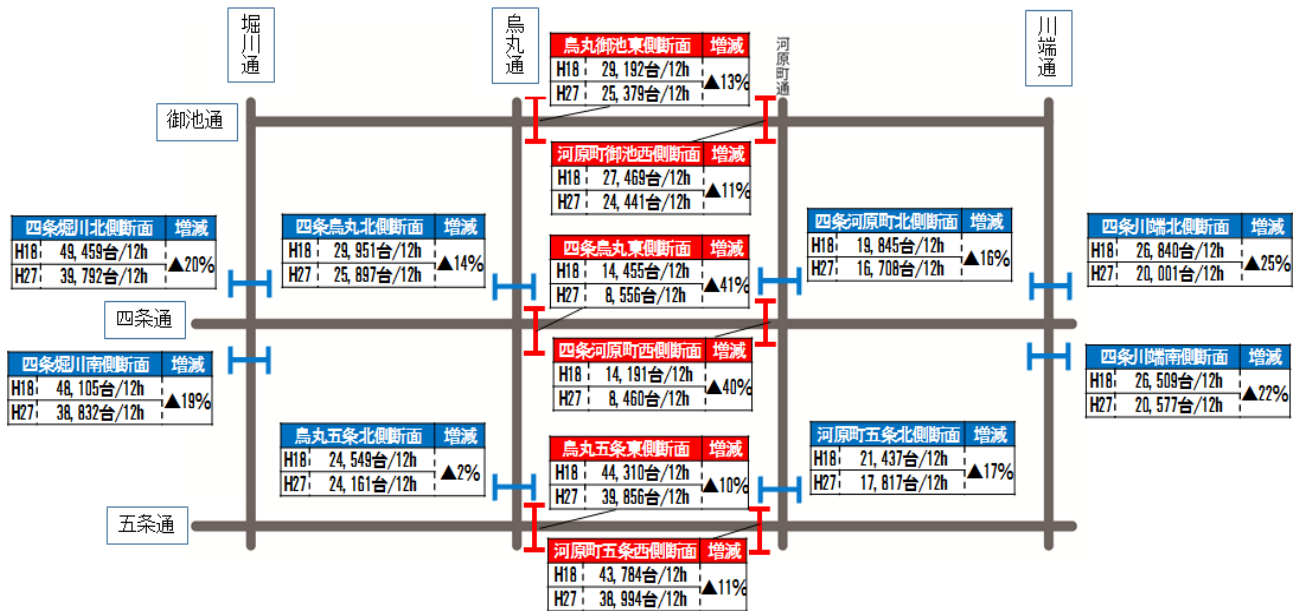 堀川通
烏丸通
河原町通
川端通
御池通
四条通
五条通
烏丸御池東側断面 増減
H18 29,192台/12h ▲13%
H27 25,379台/12h
河原町御池西側断面 増減
H18 27,469台/12h ▲11%
H27 24,441台/12h
四条堀川北側断面 増減
H18 49,459台/12h ▲20%
H27 39,792台/12h
四条烏丸北側断面 増減
H18 29,951台/12h ▲14%
H27 25,897台/12h
四条烏丸東側断面 増減
H18 14,455台/12h ▲41%
H27 8,556台/12h
四条河原町北側断面 増減
H18 19,845台/12h ▲16%
H27 16,708台/12h
四条川端北側断面 増減
H18 26,840台/12h ▲25%
H27 20,001台/12h
四条堀川南側断面 増減
H18 48,105台/12h ▲19%
H27 38,832台/12h
四条河原町西側断面 増減
H18 14,191台/12h ▲40%
H27 8,460台/12h
四条川端南側断面 増減
H18 26,509台/12h ▲22%
H27 20,577台/12h
烏丸五条北側断面 増減
H18 24,549台/12h ▲2%
H27 24,161台/12h
烏丸五条東側断面 増減
H18 44,310台/12h ▲10%
H27 39,856台/12h
河原町五条北側断面 増減
H18 21,437台/12h ▲17%
H27 17,817台/12h
河原町五条西側断面 増減
H18 43,784台/12h ▲11%
H27 38,994台/12h